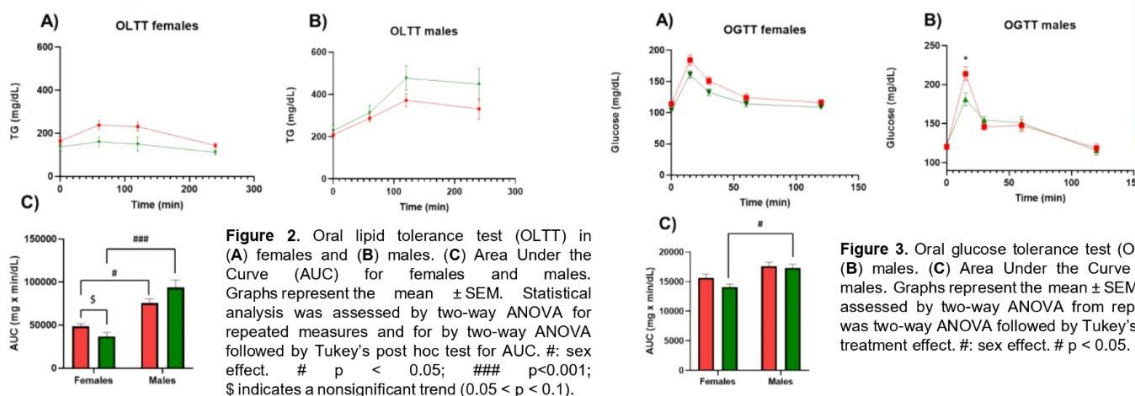 A)
OLTT females
TG (mg/dL)
600
400
200
0
0
100
200
300
Time (min)
B)
OLTT males
TG (mg/dL)
600
400
200
0
0
100
200
300
Time (min)
C)
AUC (mg x min/dL)
150000
100000
50000
0
$
#
###
Females
Males
Figure 2. Oral lipid tolerance test (OLTT) in
(A) females and (B) males. (C) Area Under the
Curve (AUC) for females and males.
Graphs represent the mean ± SEM. Statistical
analysis was assessed by two-way ANOVA for
repeated measures and for by two-way ANOVA
followed by Tukey's post hoc test for AUC. #: sex
effect. # p < 0.05; ### p<0.001;
$ indicates a nonsignificant trend (0.05 < p < 0.1).
A)
OGTT females
Glucose (mg/dL)
200
150
100
50
0
0
50
100
150
Time (min)
B)
OGTT males
Glucose (mg/dL)
250
200
150
100
*
0
50
100
15
Time (min)
C)
AUC (mg x min/dL)
20000
15000
10000
5000
0
#
Females
Males
Figure 3. Oral glucose tolerance test (O
(B) males. (C) Area Under the Curve
males. Graphs represent the mean ± SEM
assessed by two-way ANOVA from rep
was two-way ANOVA followed by Tukey's
treatment effect. #: sex effect. # p < 0.05.